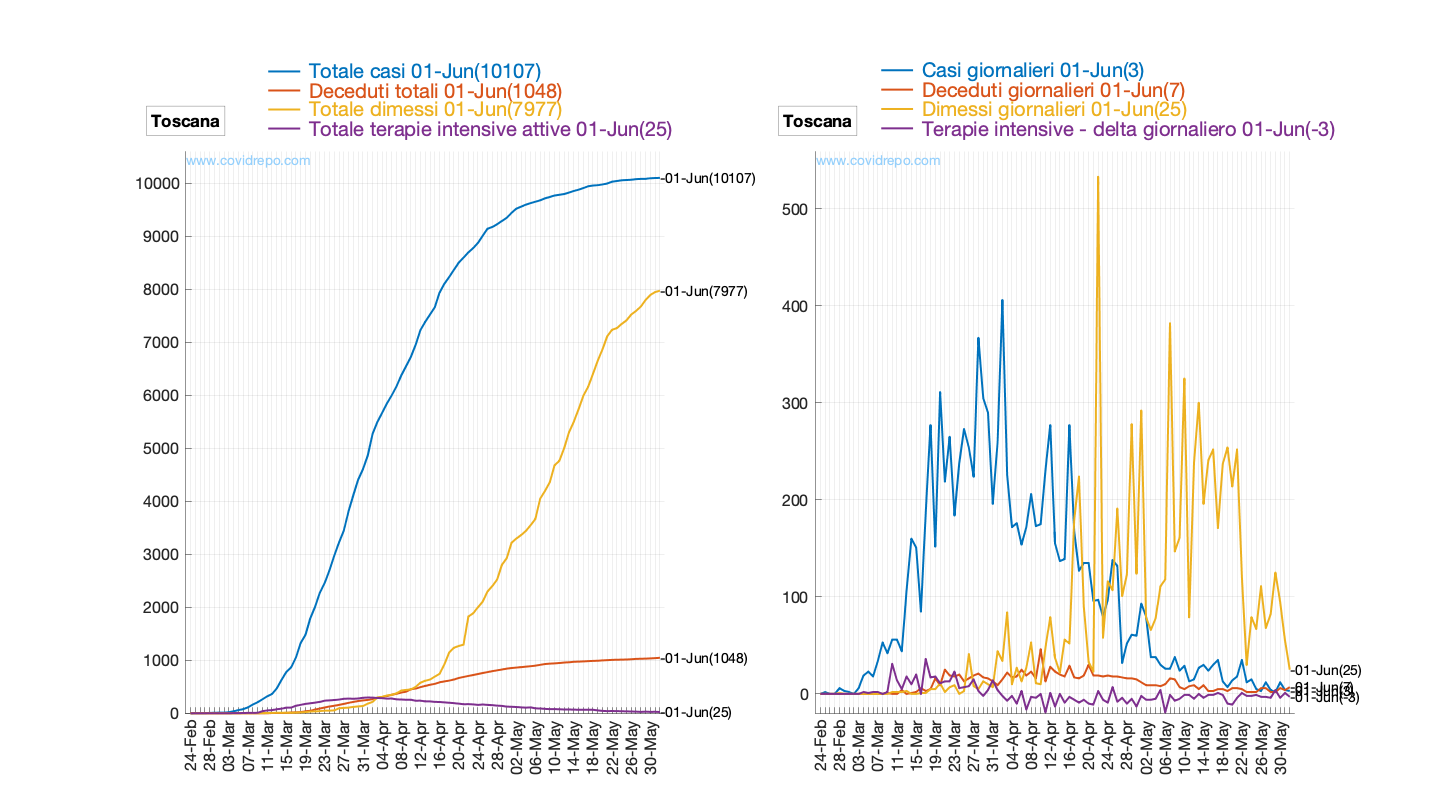 Totale casi 01-Jun(10107)
Deceduti totali 01-Jun(1048)
Totale dimessi 01-Jun(7977)
Totale terapie intensive attive 01-Jun(25)
Toscana
www.covidrepo.com
10000
9000
8000
7000
6000
5000
4000
3000
2000
1000
0
-01-Jun(10107)
-01-Jun(7977)
-01-Jun(1048)
-01-Jun(25)
24-Feb
28-Feb
03-Mar
07-Mar
11-Mar
15-Mar
19-Mar
23-Mar
27-Mar
31-Mar
04-Apr
08-Apr
12-Apr
16-Apr
20-Apr
24-Apr
28-Apr
02-May
06-May
10-May
14-May
18-May
22-May
26-May
30-May
Casi giornalieri 01-Jun(3)
Deceduti giornalieri 01-Jun(7)
Dimessi giornalieri 01-Jun(25)
Terapie intensive - delta giornaliero 01-Jun(-3)
Toscana
www.covidrepo.com
500
400
300
200
100
0
-01-Jun(25)
-01-Jun(7)
-01-Jun(3)
-01-Jun(-3)
24-Feb
28-Feb
03-Mar
07-Mar
11-Mar
15-Mar
19-Mar
23-Mar
27-Mar
31-Mar
04-Apr
08-Apr
12-Apr
16-Apr
20-Apr
24-Apr
28-Apr
02-May
06-May
10-May
14-May
18-May
22-May
26-May
30-May